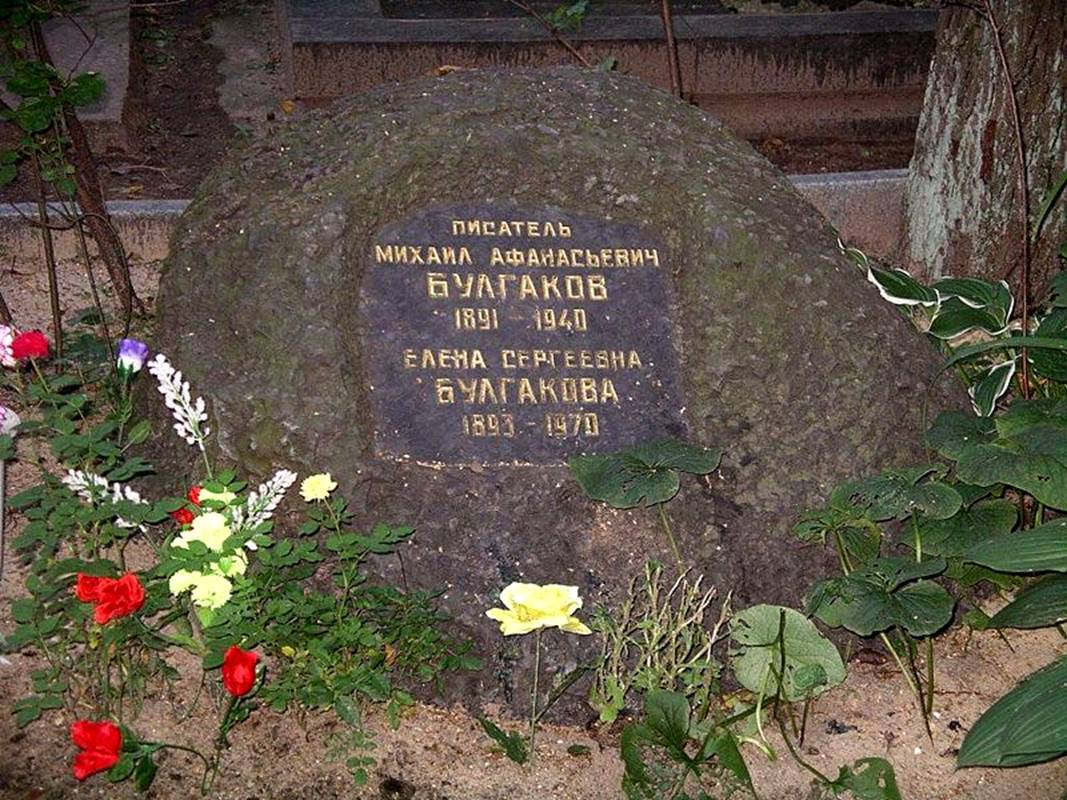 ПИСАТЕЛЬ
МИХАИЛ АФАНАСЬЕВИЧ
БУЛГАКОВ
1891 - 1940
ЕЛЕНА СЕРГЕЕВНА
БУЛГАКОВА
1893 - 1970